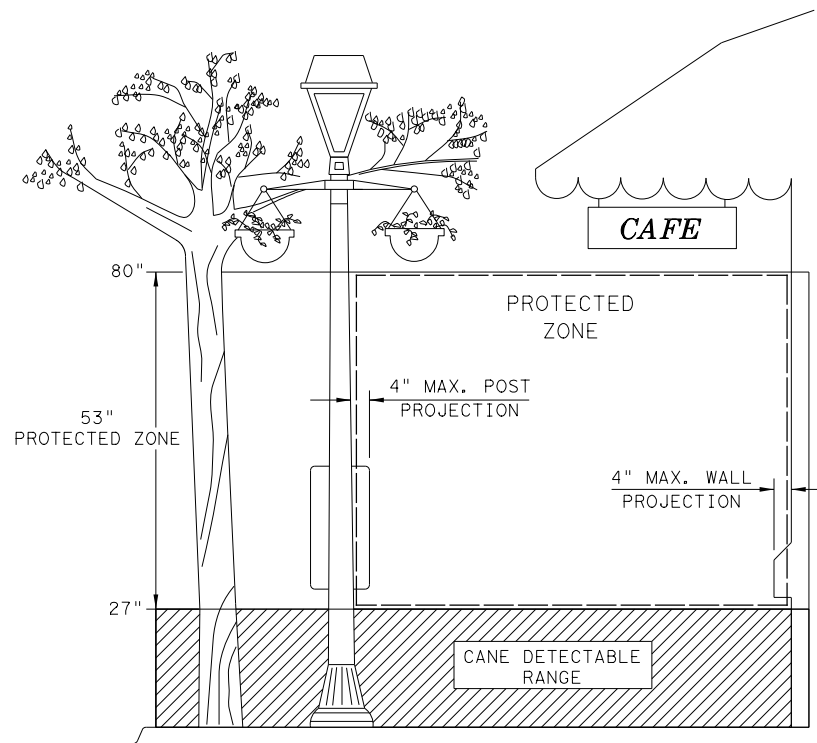 CAFE
80"
PROTECTED
ZONE
4" MAX. POST
PROJECTION
53"
PROTECTED ZONE
4" MAX. WALL
PROJECTION
27"
CANE DETECTABLE
RANGE